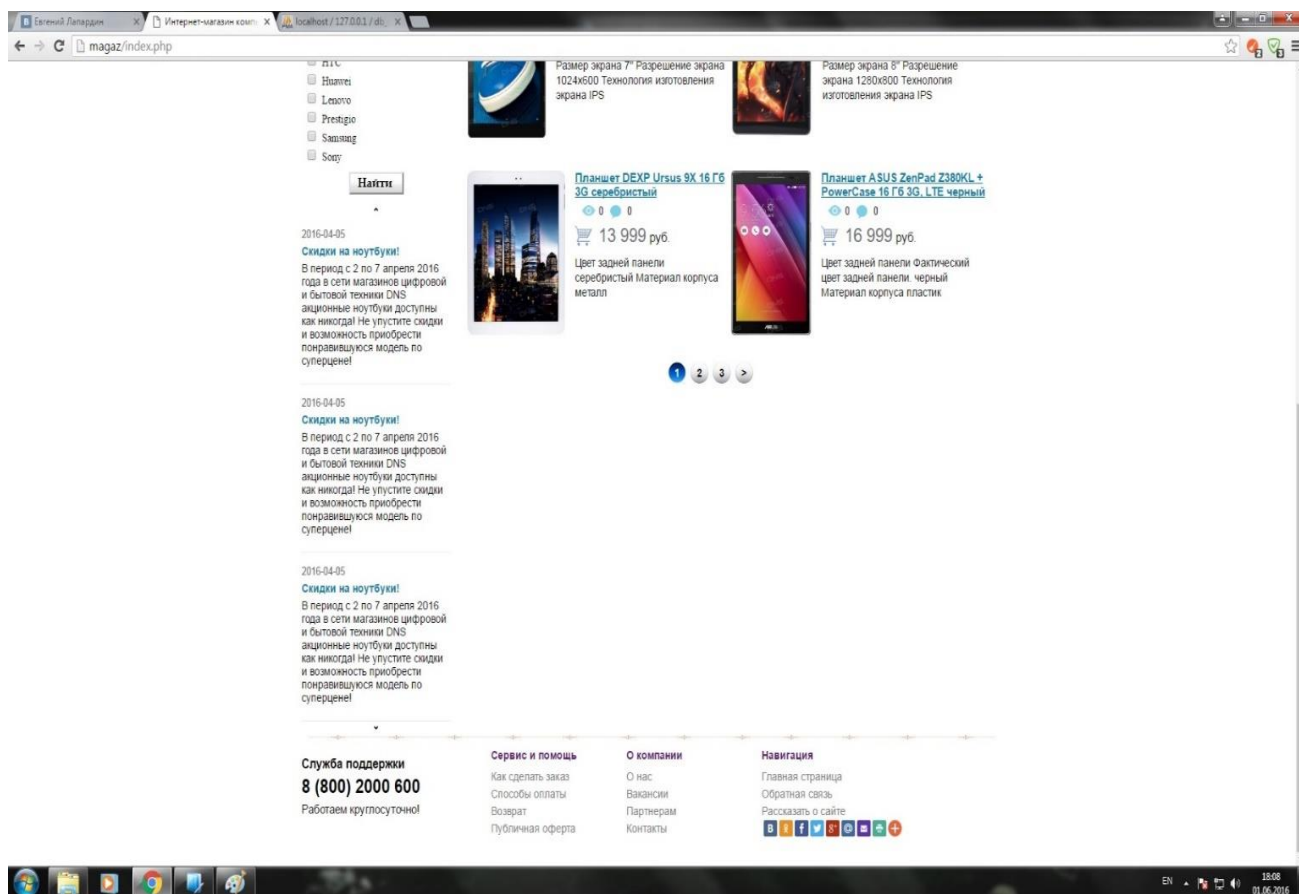 Евгений Лапардин
Интернет-магазин комп
localhost / 127.0.0.1 / db_
magaz/index.php
HTC
Huawei
Lenovo
Prestigio
Samsung
Sony
Найти
2016-04-05
Скидки на ноутбуки!
В период с 2 по 7 апреля 2016
года в сети магазинов цифровой
и бытовой техники DNS
акционные ноутбуки доступны
как никогда! Не упустите скидки
и возможность приобрести
понравившуюся модель по
суперцене!
2016-04-05
Скидки на ноутбуки!
В период с 2 по 7 апреля 2016
года в сети магазинов цифровой
и бытовой техники DNS
акционные ноутбуки доступны
как никогда! Не упустите скидки
и возможность приобрести
понравившуюся модель по
суперцене!
2016-04-05
Скидки на ноутбуки!
В период с 2 по 7 апреля 2016
года в сети магазинов цифровой
и бытовой техники DNS
акционные ноутбуки доступны
как никогда! Не упустите скидки
и возможность приобрести
понравившуюся модель по
суперцене!
Размер экрана 7" Разрешение экрана
1024x600 Технология изготовления
экрана IPS
Размер экрана 8" Разрешение
экрана 1280x800 Технология
изготовления экрана IPS
Планшет DEXP Ursus 9X 16 Гб
3G серебристый
0 0
13 999 руб.
Цвет задней панели
серебристый Материал корпуса
металл
Планшет ASUS ZenPad Z380KL +
PowerCase 16 Гб 3G, LTE черный
0 0
16 999 руб.
Цвет задней панели Фактический
цвет задней панели. черный
Материал корпуса пластик
1 2 3 >
Служба поддержки
8 (800) 2000 600
Работаем круглосуточно!
Сервис и помощь
Как сделать заказ
Способы оплаты
Возврат
Публичная оферта
О компании
О нас
Вакансии
Партнерам
Контакты
Навигация
Главная страница
Обратная связь
Рассказать о сайте
EN
18:08
01.06.2016